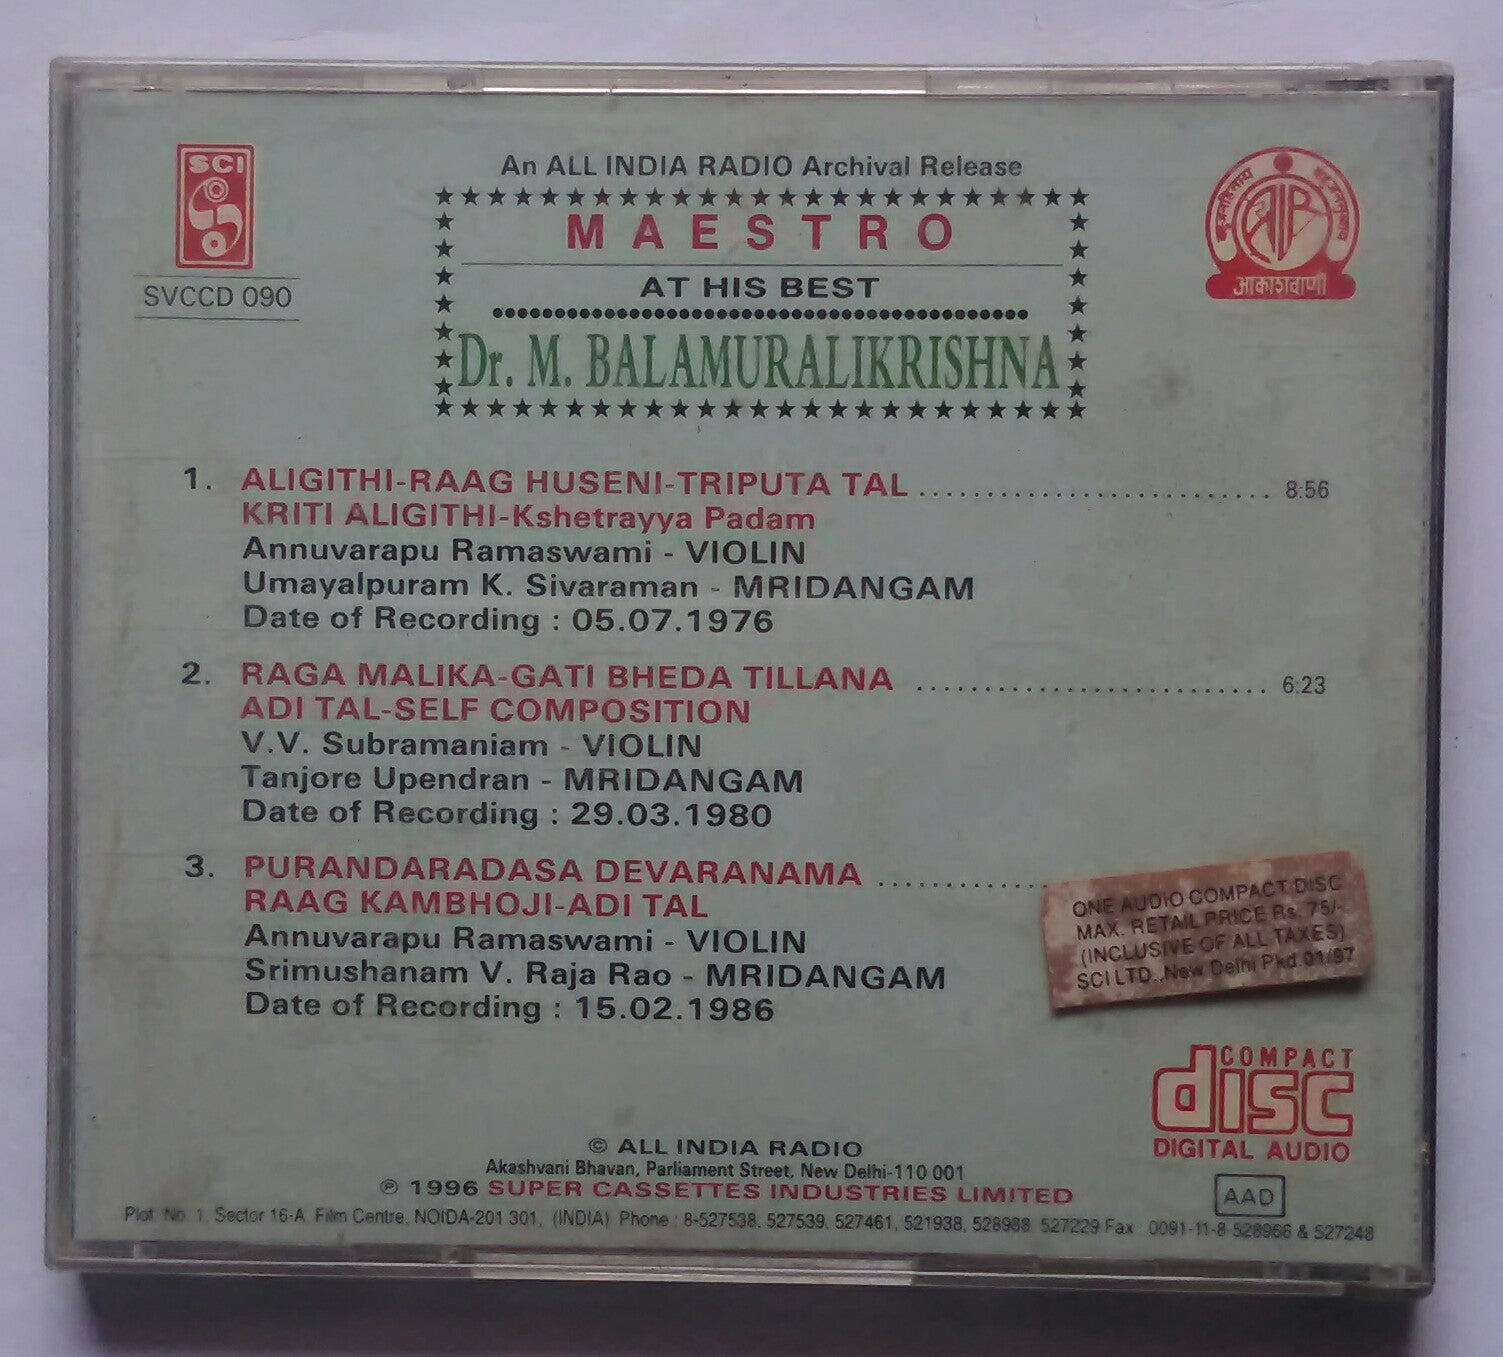 SCI
SVCCD 090
An ALL INDIA RADIO Archival Release
MAESTRO
AT HIS BEST
Dr. M. BALAMURALIKRISHNA
बहुजनहिताय बहुजनसुखाय
AIR
आकाशवाणी
1. ALIGITHI-RAAG HUSENI-TRIPUTA TAL .......................... 8:56
KRITI ALIGITHI-Kshetrayya Padam
Annuvarapu Ramaswami - VIOLIN
Umayalpuram K. Sivaraman - MRIDANGAM
Date of Recording : 05.07.1976
2. RAGA MALIKA-GATI BHEDA TILLANA .......................... 6:23
ADI TAL-SELF COMPOSITION
V.V. Subramaniam - VIOLIN
Tanjore Upendran - MRIDANGAM
Date of Recording : 29.03.1980
3. PURANDARADASA DEVARANAMA .............
RAAG KAMBHOJI-ADI TAL
Annuvarapu Ramaswami - VIOLIN
Srimushanam V. Raja Rao - MRIDANGAM
Date of Recording : 15.02.1986
ONE AUDIO COMPACT DISC
MAX. RETAIL PRICE Rs. 75/-
(INCLUSIVE OF ALL TAXES)
SCI LTD., New Delhi Pkd.01/97
COMPACT
disc
DIGITAL AUDIO
AAD
© ALL INDIA RADIO
Akashvani Bhavan, Parliament Street, New Delhi-110 001
℗ 1996 SUPER CASSETTES INDUSTRIES LIMITED
Plot. No. 1, Sector 16-A, Film Centre, NOIDA-201 301, (INDIA) Phone : 8-527538, 527539, 527461, 521938, 528988, 527229 Fax 0091-11-8-528966 & 527248